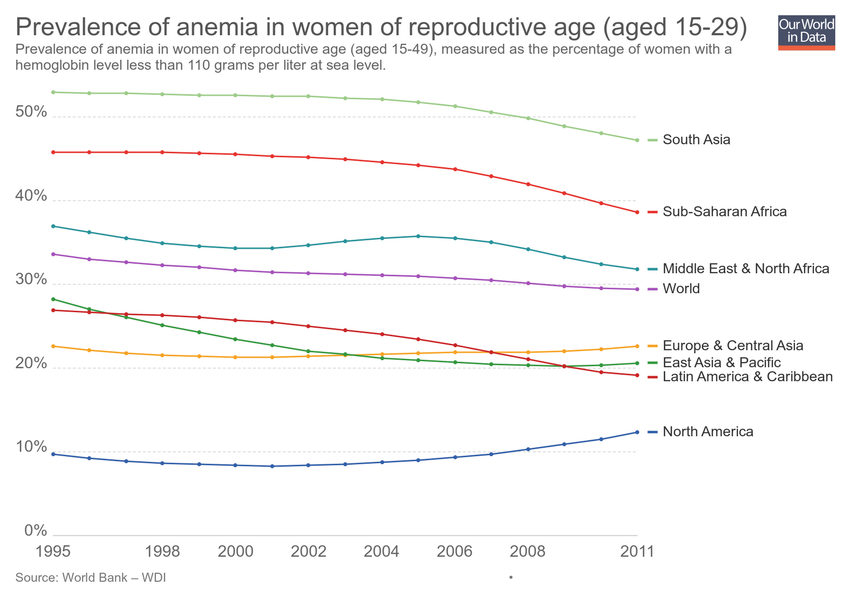 Prevalence of anemia in women of reproductive age (aged 15-29)
Our World
in Data
Prevalence of anemia in women of reproductive age (aged 15-49), measured as the percentage of women with a
hemoglobin level less than 110 grams per liter at sea level.
50%
40%
30%
20%
10%
0%
South Asia
Sub-Saharan Africa
Middle East & North Africa
World
Europe & Central Asia
East Asia & Pacific
Latin America & Caribbean
North America
1995 1998 2000 2002 2004 2006 2008 2011
Source: World Bank – WDI